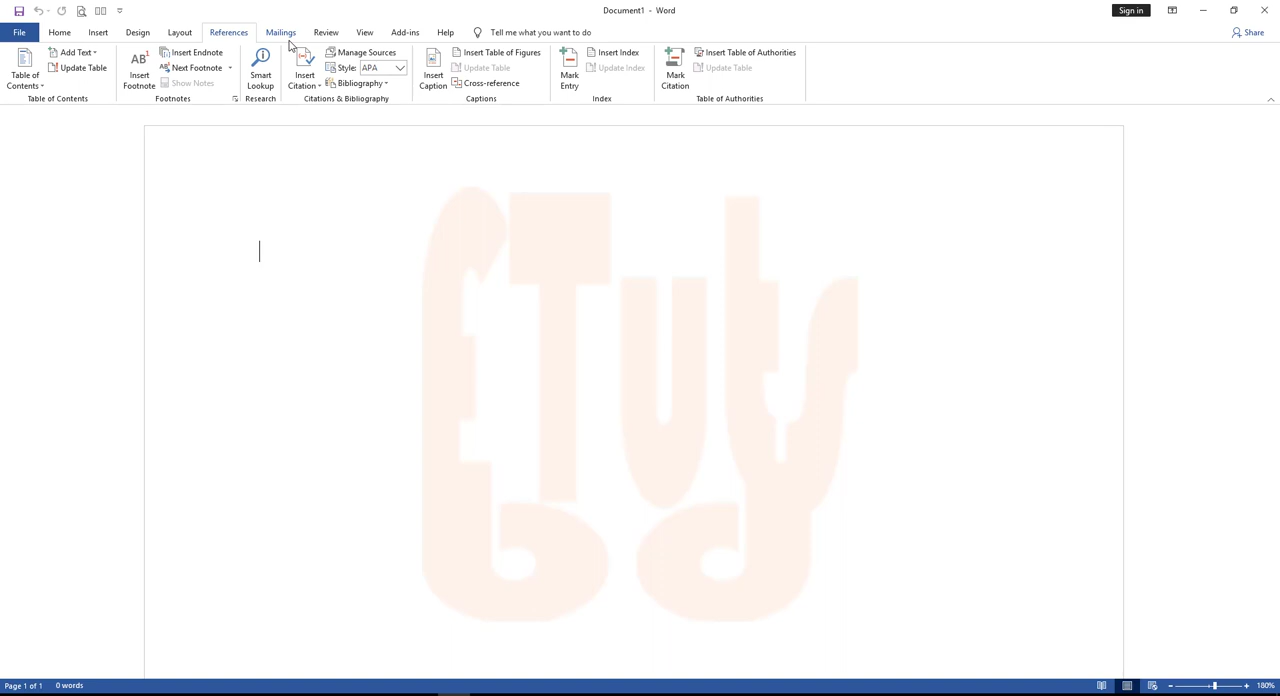 Document1 - Word
Sign in
File Home Insert Design Layout References Mailings Review View Add-ins Help Tell me what you want to do Share
Table of Contents
Add Text
Update Table
Table of Contents
AB1 Insert Footnote
Insert Endnote
Next Footnote
Show Notes
Footnotes
Smart Lookup
Research
Insert Citation
Manage Sources
Style: APA
Bibliography
Citations & Bibliography
Insert Caption
Insert Table of Figures
Update Table
Cross-reference
Captions
Mark Entry
Insert Index
Update Index
Index
Mark Citation
Insert Table of Authorities
Update Table
Table of Authorities
eTuts
bd
Page 1 of 1 0 words 180%